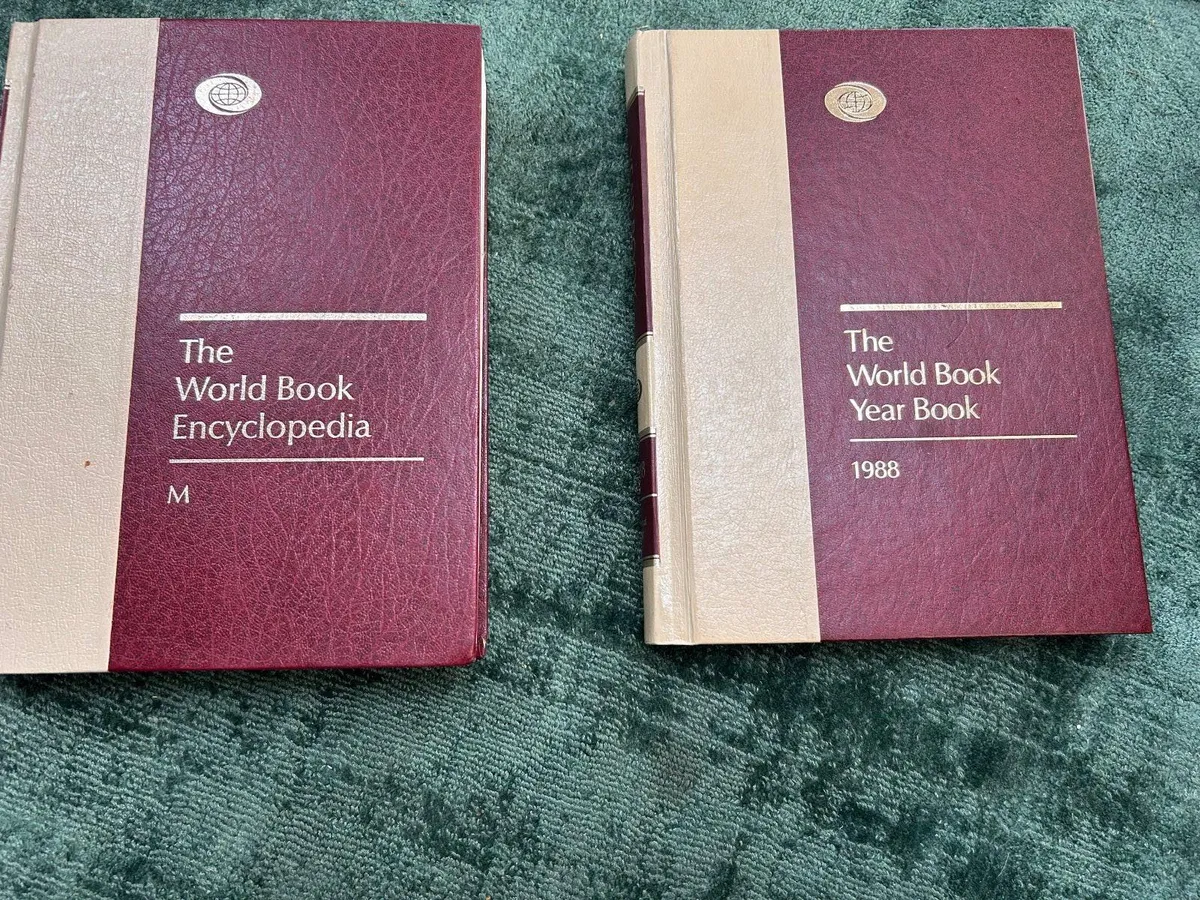 The
World Book
Encyclopedia
M
The
World Book
Year Book
1988